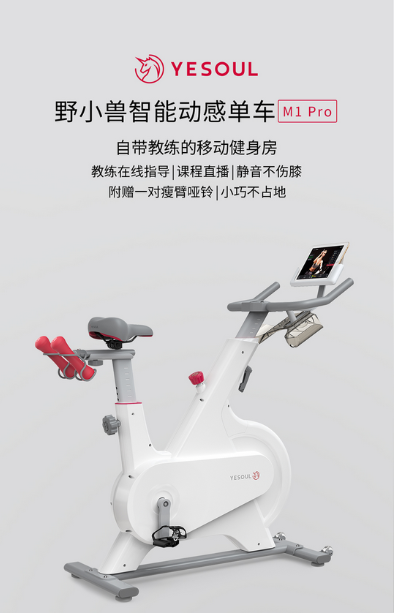 YESOUL
野小兽智能动感单车 M1 Pro
自带教练的移动健身房
教练在线指导|课程直播|静音不伤膝
附赠一对瘦臂哑铃|小巧不占地
YESOUL